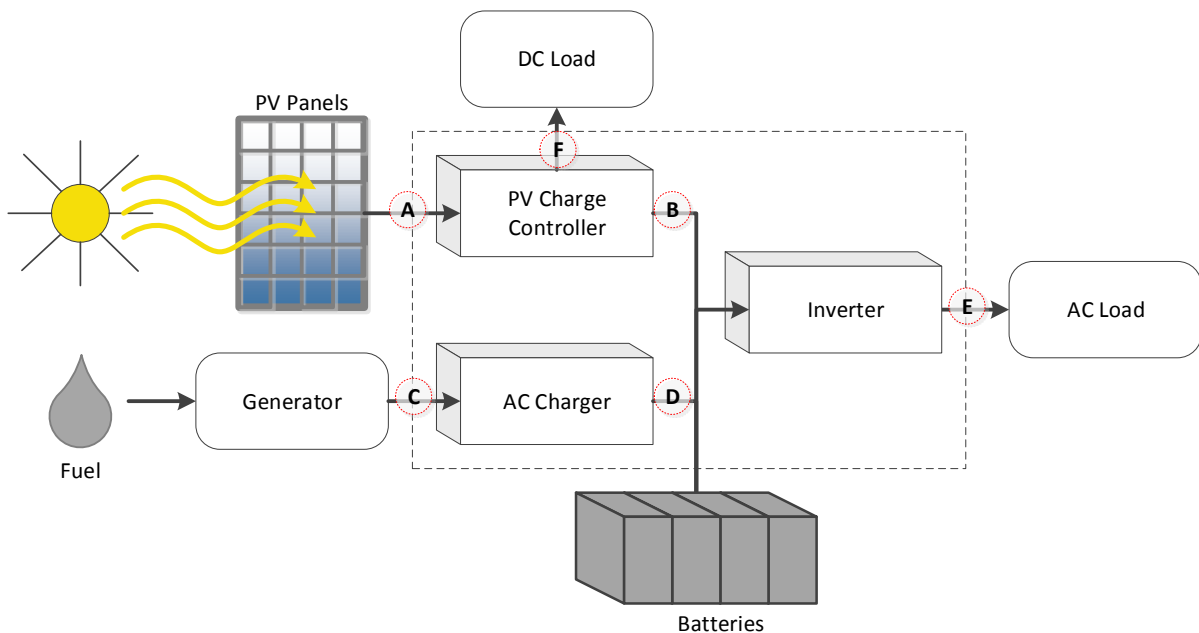 DC Load
PV Panels
F
A
PV Charge
Controller
B
Inverter
E
AC Load
Generator
C
AC Charger
D
Fuel
Batteries